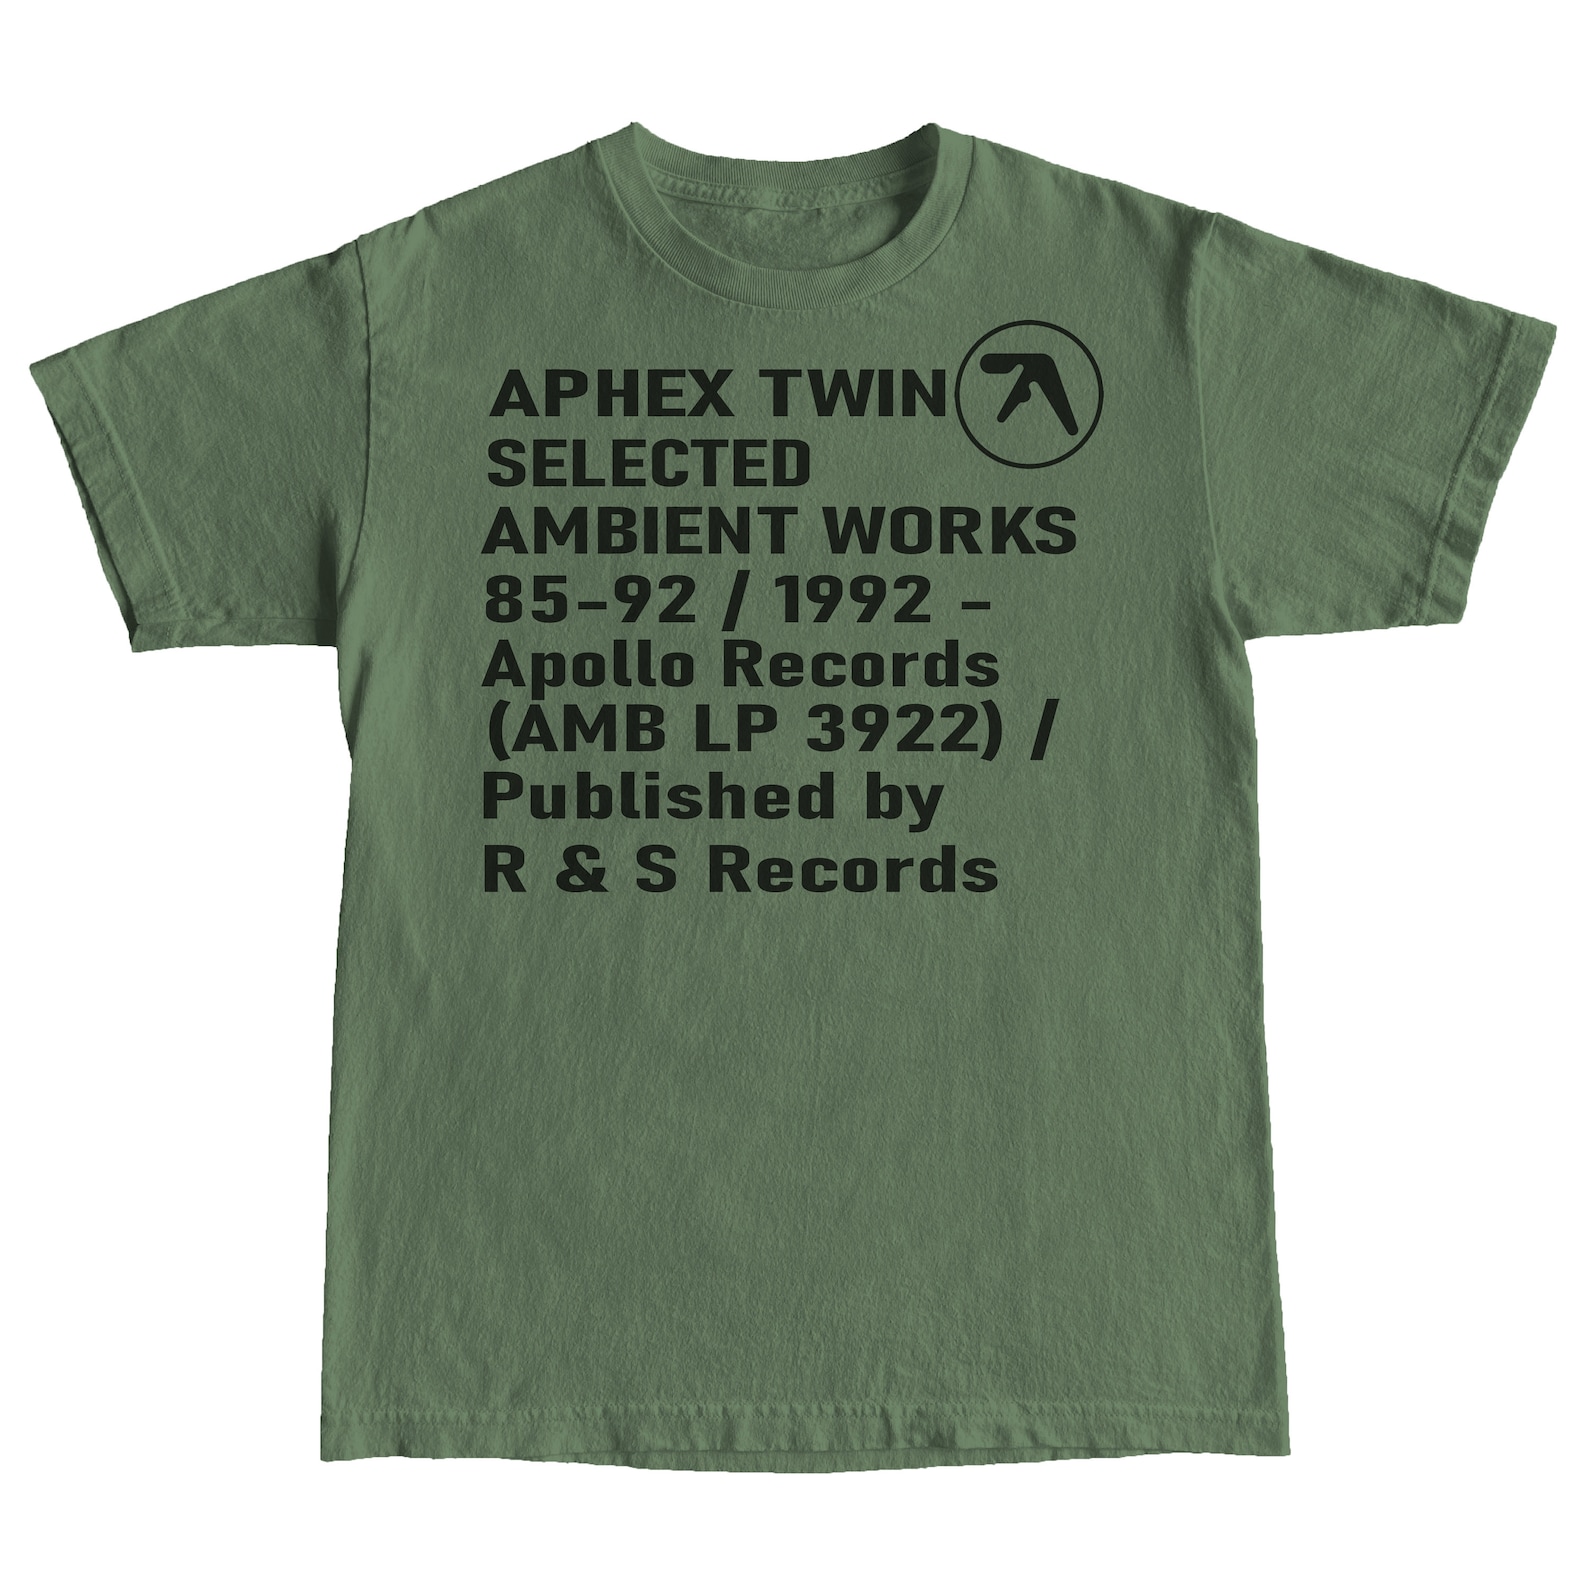 APHEX TWIN
SELECTED
AMBIENT WORKS
85-92 / 1992 -
Apollo Records
(AMB LP 3922) /
Published by
R & S Records